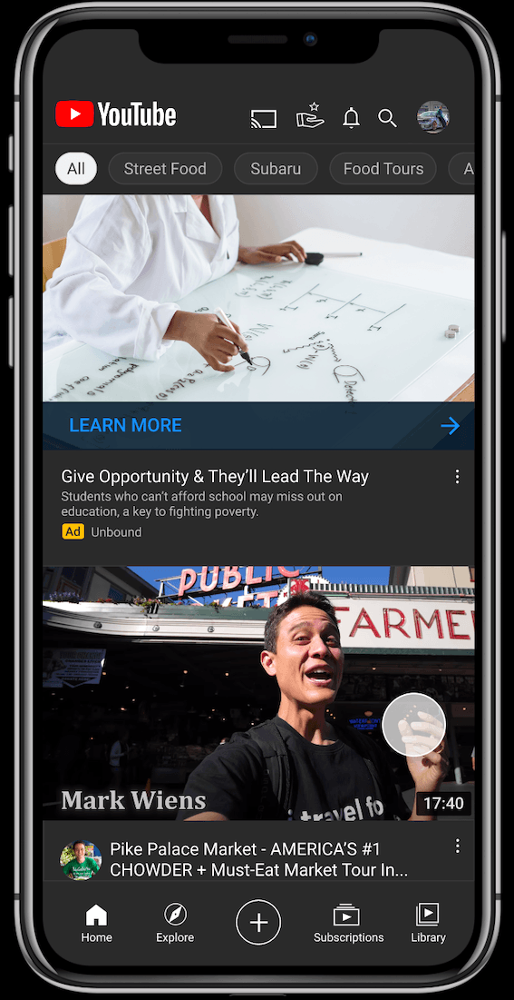 YouTube
All
Street Food
Subaru
Food Tours
A
LEARN MORE
Give Opportunity & They’ll Lead The Way
Students who can’t afford school may miss out on
education, a key to fighting poverty.
Ad
Unbound
PUBLIC
FARME
i travel fo
Mark Wiens
17:40
Pike Palace Market - AMERICA’S #1
CHOWDER + Must-Eat Market Tour In...
Home
Explore
Subscriptions
Library